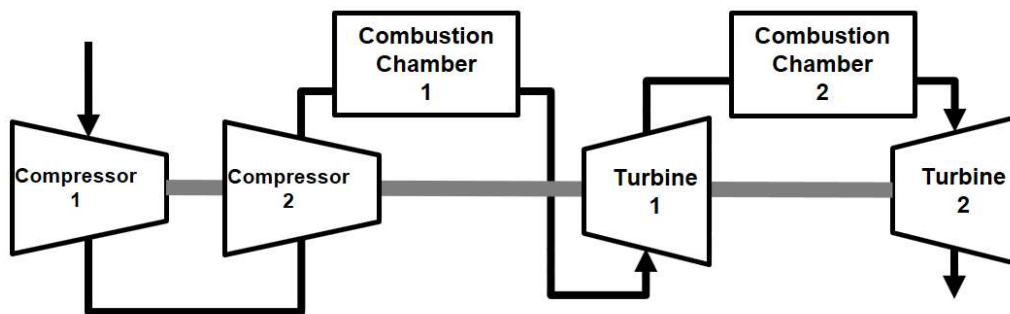 Combustion
Chamber
1
Combustion
Chamber
2
Compressor
1
Compressor
2
Turbine
1
Turbine
2